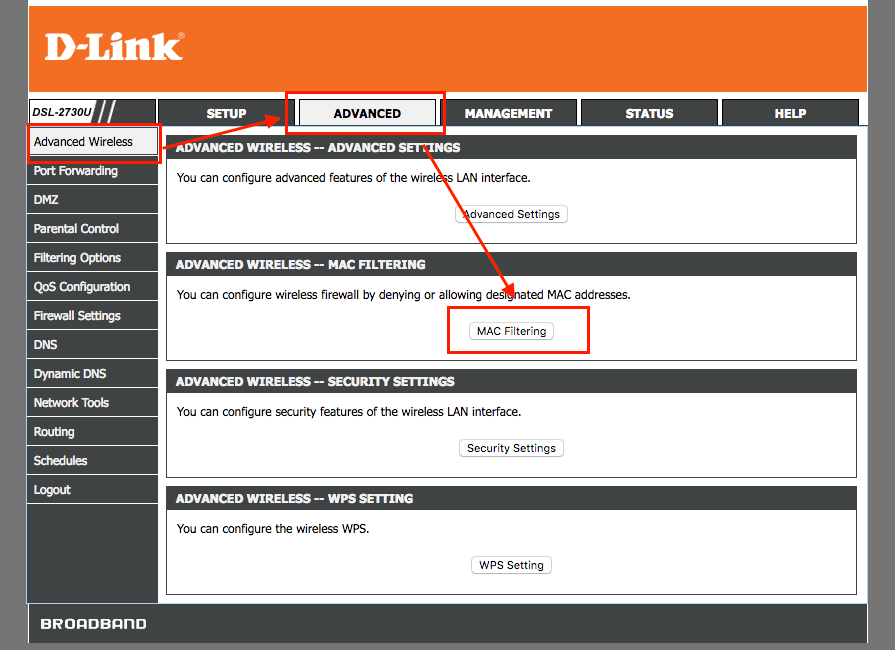 D-Link®
DSL-2730U
SETUP
ADVANCED
MANAGEMENT
STATUS
HELP
Advanced Wireless
Port Forwarding
DMZ
Parental Control
Filtering Options
QoS Configuration
Firewall Settings
DNS
Dynamic DNS
Network Tools
Routing
Schedules
Logout
ADVANCED WIRELESS -- ADVANCED SETTINGS
You can configure advanced features of the wireless LAN interface.
Advanced Settings
ADVANCED WIRELESS -- MAC FILTERING
You can configure wireless firewall by denying or allowing designated MAC addresses.
MAC Filtering
ADVANCED WIRELESS -- SECURITY SETTINGS
You can configure security features of the wireless LAN interface.
Security Settings
ADVANCED WIRELESS -- WPS SETTING
You can configure the wireless WPS.
WPS Setting
BROADBAND